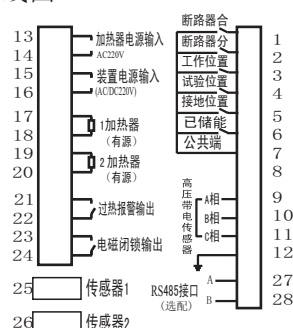 13
14
加热器电源输入
AC220V
15
16
装置电源输入
(AC/DC220V)
17
18
1加热器
(有源)
19
20
2加热器
(有源)
21
22
过热报警输出
23
24
电磁闭锁输出
25
传感器1
26
传感器2
断路器合
断路器分
工作位置
试验位置
接地位置
已储能
公共端
1
2
3
4
5
6
7
8
高压带电传感器
A相
B相
C相
9
10
11
12
RS485接口
(选配)
A
B
27
28